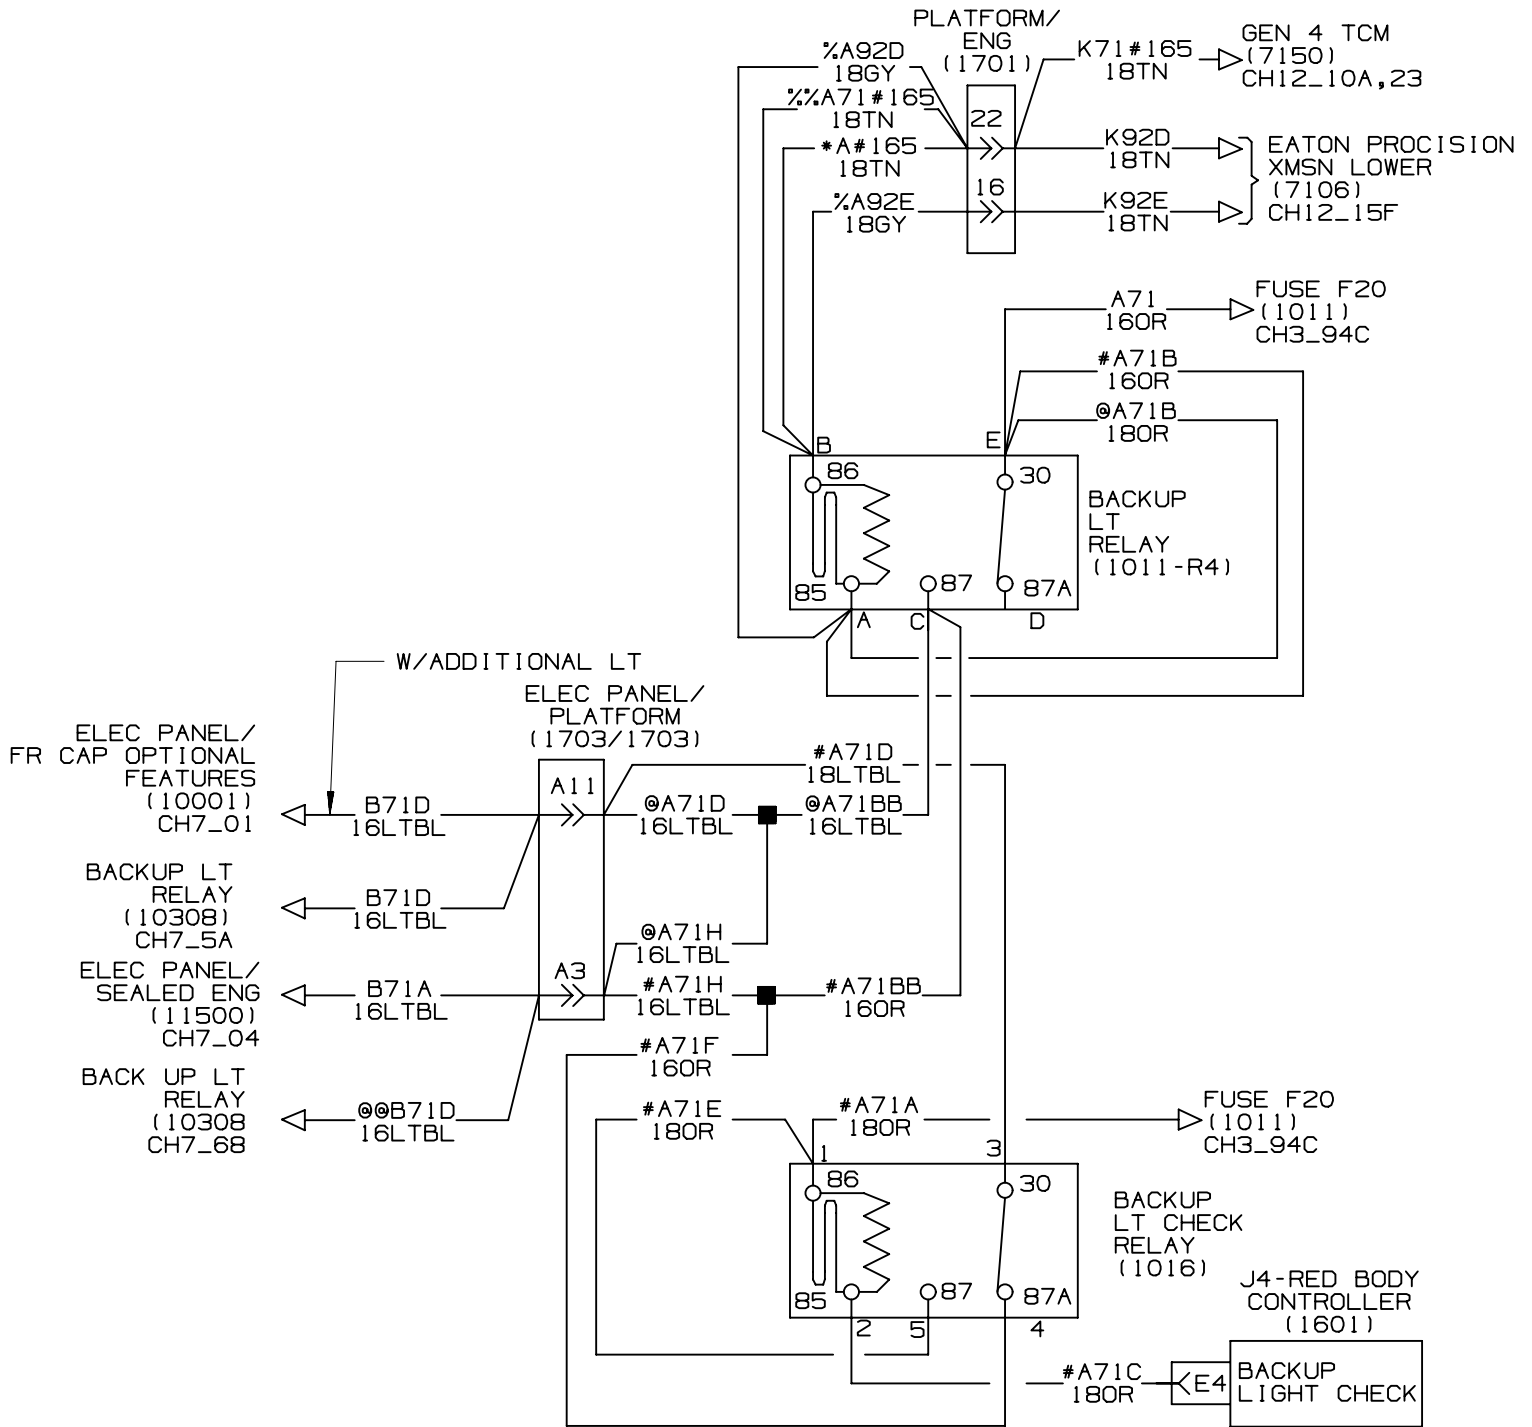 PLATFORM/
ENG
(1701)
%A92D
18GY
K71#165
18TN
GEN 4 TCM
(7150)
CH12_10A,23
%%A71#165
18TN
22
*A#165
18TN
K92D
18TN
EATON PROCISION
XMSN LOWER
(7106)
CH12_15F
16
%A92E
18GY
K92E
18TN
A71
16OR
FUSE F20
(1011)
CH3_94C
#A71B
16OR
@A71B
18OR
B
E
86
30
BACKUP
LT
RELAY
(1011-R4)
85
87
87A
A
C
D
W/ADDITIONAL LT
ELEC PANEL/
PLATFORM
(1703/1703)
ELEC PANEL/
FR CAP OPTIONAL
FEATURES
(10001)
CH7_01
#A71D
18LTBL
A11
B71D
16LTBL
@A71D
16LTBL
@A71BB
16LTBL
BACKUP LT
RELAY
(10308)
CH7_5A
B71D
16LTBL
@A71H
16LTBL
ELEC PANEL/
SEALED ENG
(11500)
CH7_04
B71A
16LTBL
A3
#A71H
16LTBL
#A71BB
16OR
#A71F
16OR
BACK UP LT
RELAY
(10308
CH7_68
@@B71D
16LTBL
#A71E
18OR
#A71A
18OR
FUSE F20
(1011)
CH3_94C
1
3
86
30
BACKUP
LT CHECK
RELAY
(1016)
85
87
87A
2
5
4
J4-RED BODY
CONTROLLER
(1601)
#A71C
18OR
E4
BACKUP
LIGHT CHECK